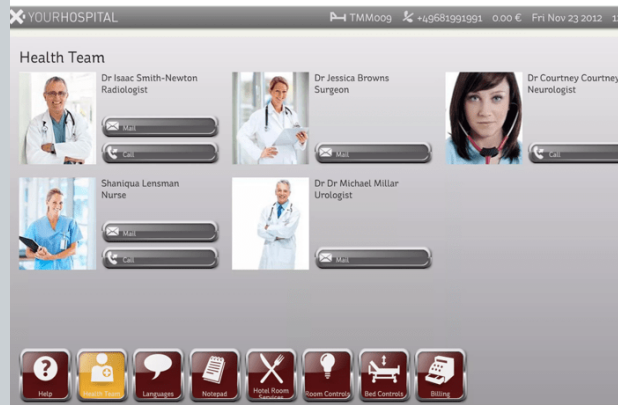 YOURHOSPITAL
TMM009 +49681991991 0.00 € Fri Nov 23 2012
Health Team
Dr Isaac Smith-Newton
Radiologist
Mail
Call
Dr Jessica Browns
Surgeon
Mail
Dr Courtney Courtney
Neurologist
Call
Shaniqua Lensman
Nurse
Mail
Call
Dr Dr Michael Millar
Urologist
Mail
Help
Health Team
Languages
Notepad
Hotel Room
Services
Room Controls
Bed Controls
Billing